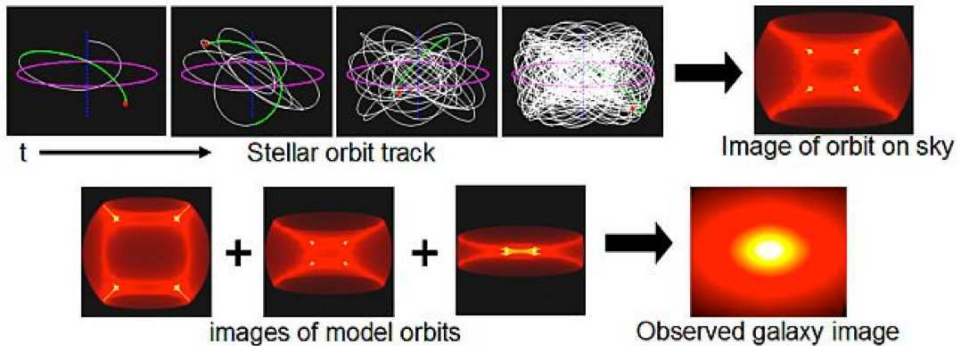 t
Stellar orbit track
Image of orbit on sky
+
+
images of model orbits
Observed galaxy image